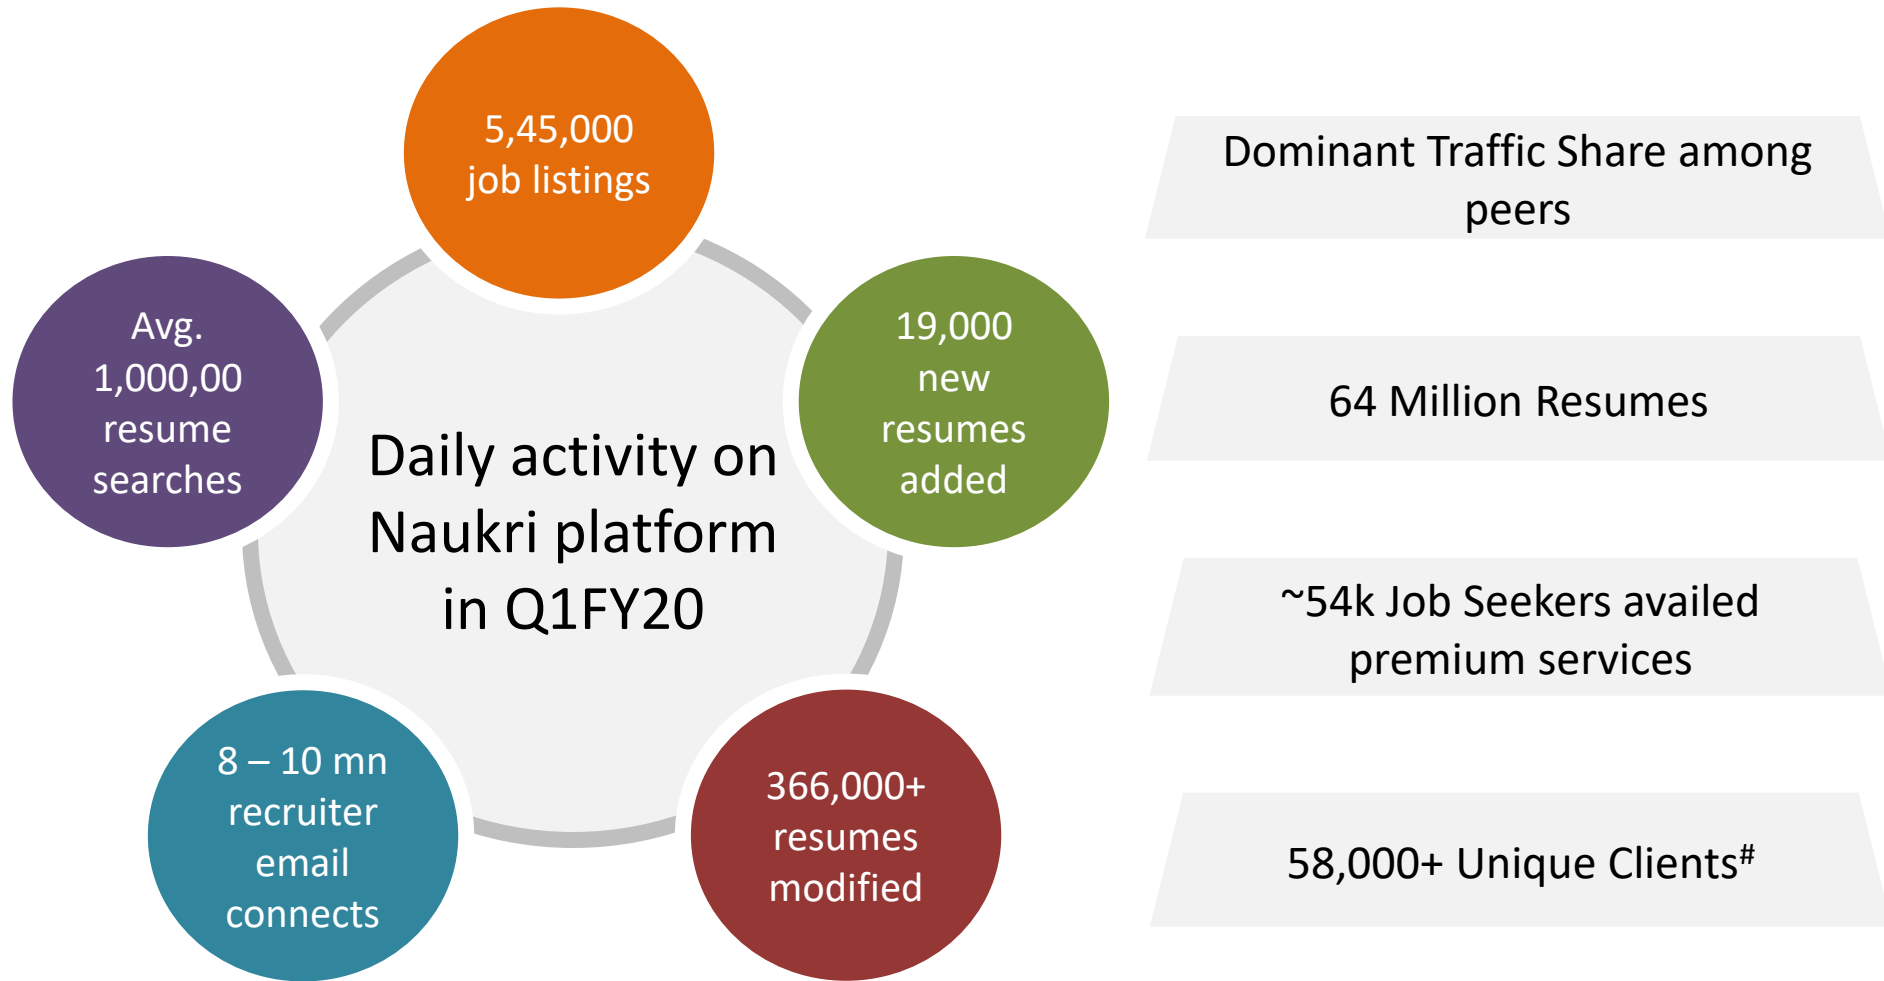 5,45,000
job listings
19,000
new
resumes
added
366,000+
resumes
modified
8 – 10 mn
recruiter
email
connects
Avg.
1,000,00
resume
searches
Daily activity on
Naukri platform
in Q1FY20
Dominant Traffic Share among
peers
64 Million Resumes
~54k Job Seekers availed
premium services
58,000+ Unique Clients#